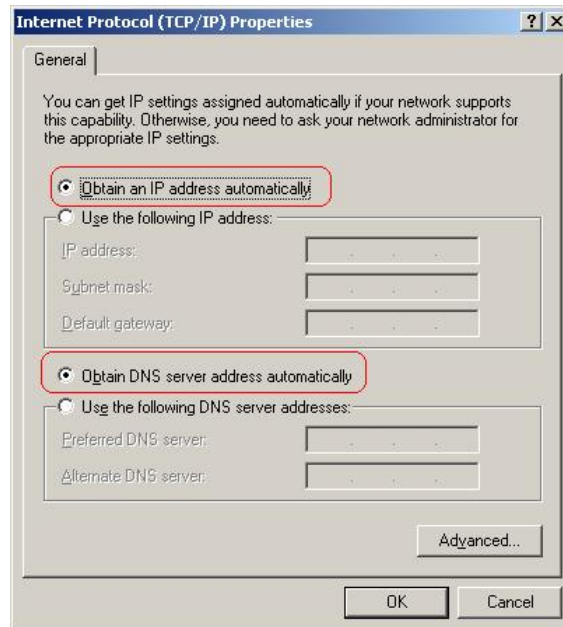 Internet Protocol (TCP/IP) Properties
General
You can get IP settings assigned automatically if your network supports
this capability. Otherwise, you need to ask your network administrator for
the appropriate IP settings.
Obtain an IP address automatically
Use the following IP address:
IP address:
Subnet mask:
Default gateway:
Obtain DNS server address automatically
Use the following DNS server addresses:
Preferred DNS server:
Alternate DNS server:
Advanced...
OK
Cancel